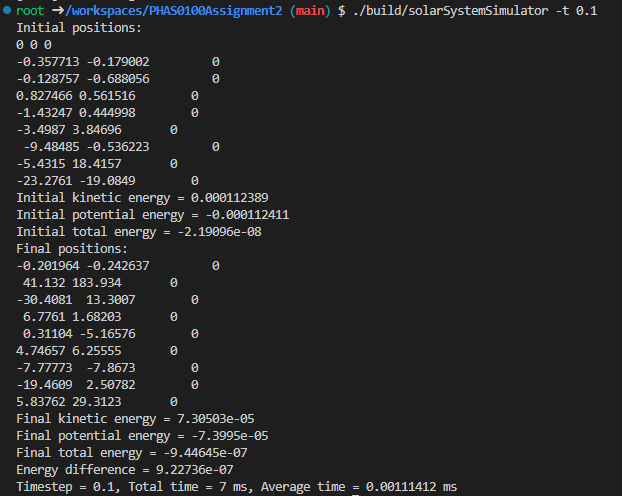 root ➜/workspaces/PHAS0100Assignment2 (main) $ ./build/solarSystemSimulator -t 0.1
Initial positions:
0 0 0
-0.357713 -0.179002 0
-0.128757 -0.688056 0
0.827466 0.561516 0
-1.43247 0.444998 0
-3.4987 3.84696 0
-9.48485 -0.536223 0
-5.4315 18.4157 0
-23.2761 -19.0849 0
Initial kinetic energy = 0.000112389
Initial potential energy = -0.000112411
Initial total energy = -2.19096e-08
Final positions:
-0.201964 -0.242637 0
41.132 183.934 0
-30.4081 13.3007 0
6.7761 1.68203 0
0.31104 -5.16576 0
4.74657 6.25555 0
-7.77773 -7.8673 0
-19.4609 2.50782 0
5.83762 29.3123 0
Final kinetic energy = 7.30503e-05
Final potential energy = -7.3995e-05
Final total energy = -9.44645e-07
Energy difference = 9.22736e-07
Timestep = 0.1, Total time = 7 ms, Average time = 0.00111412 ms